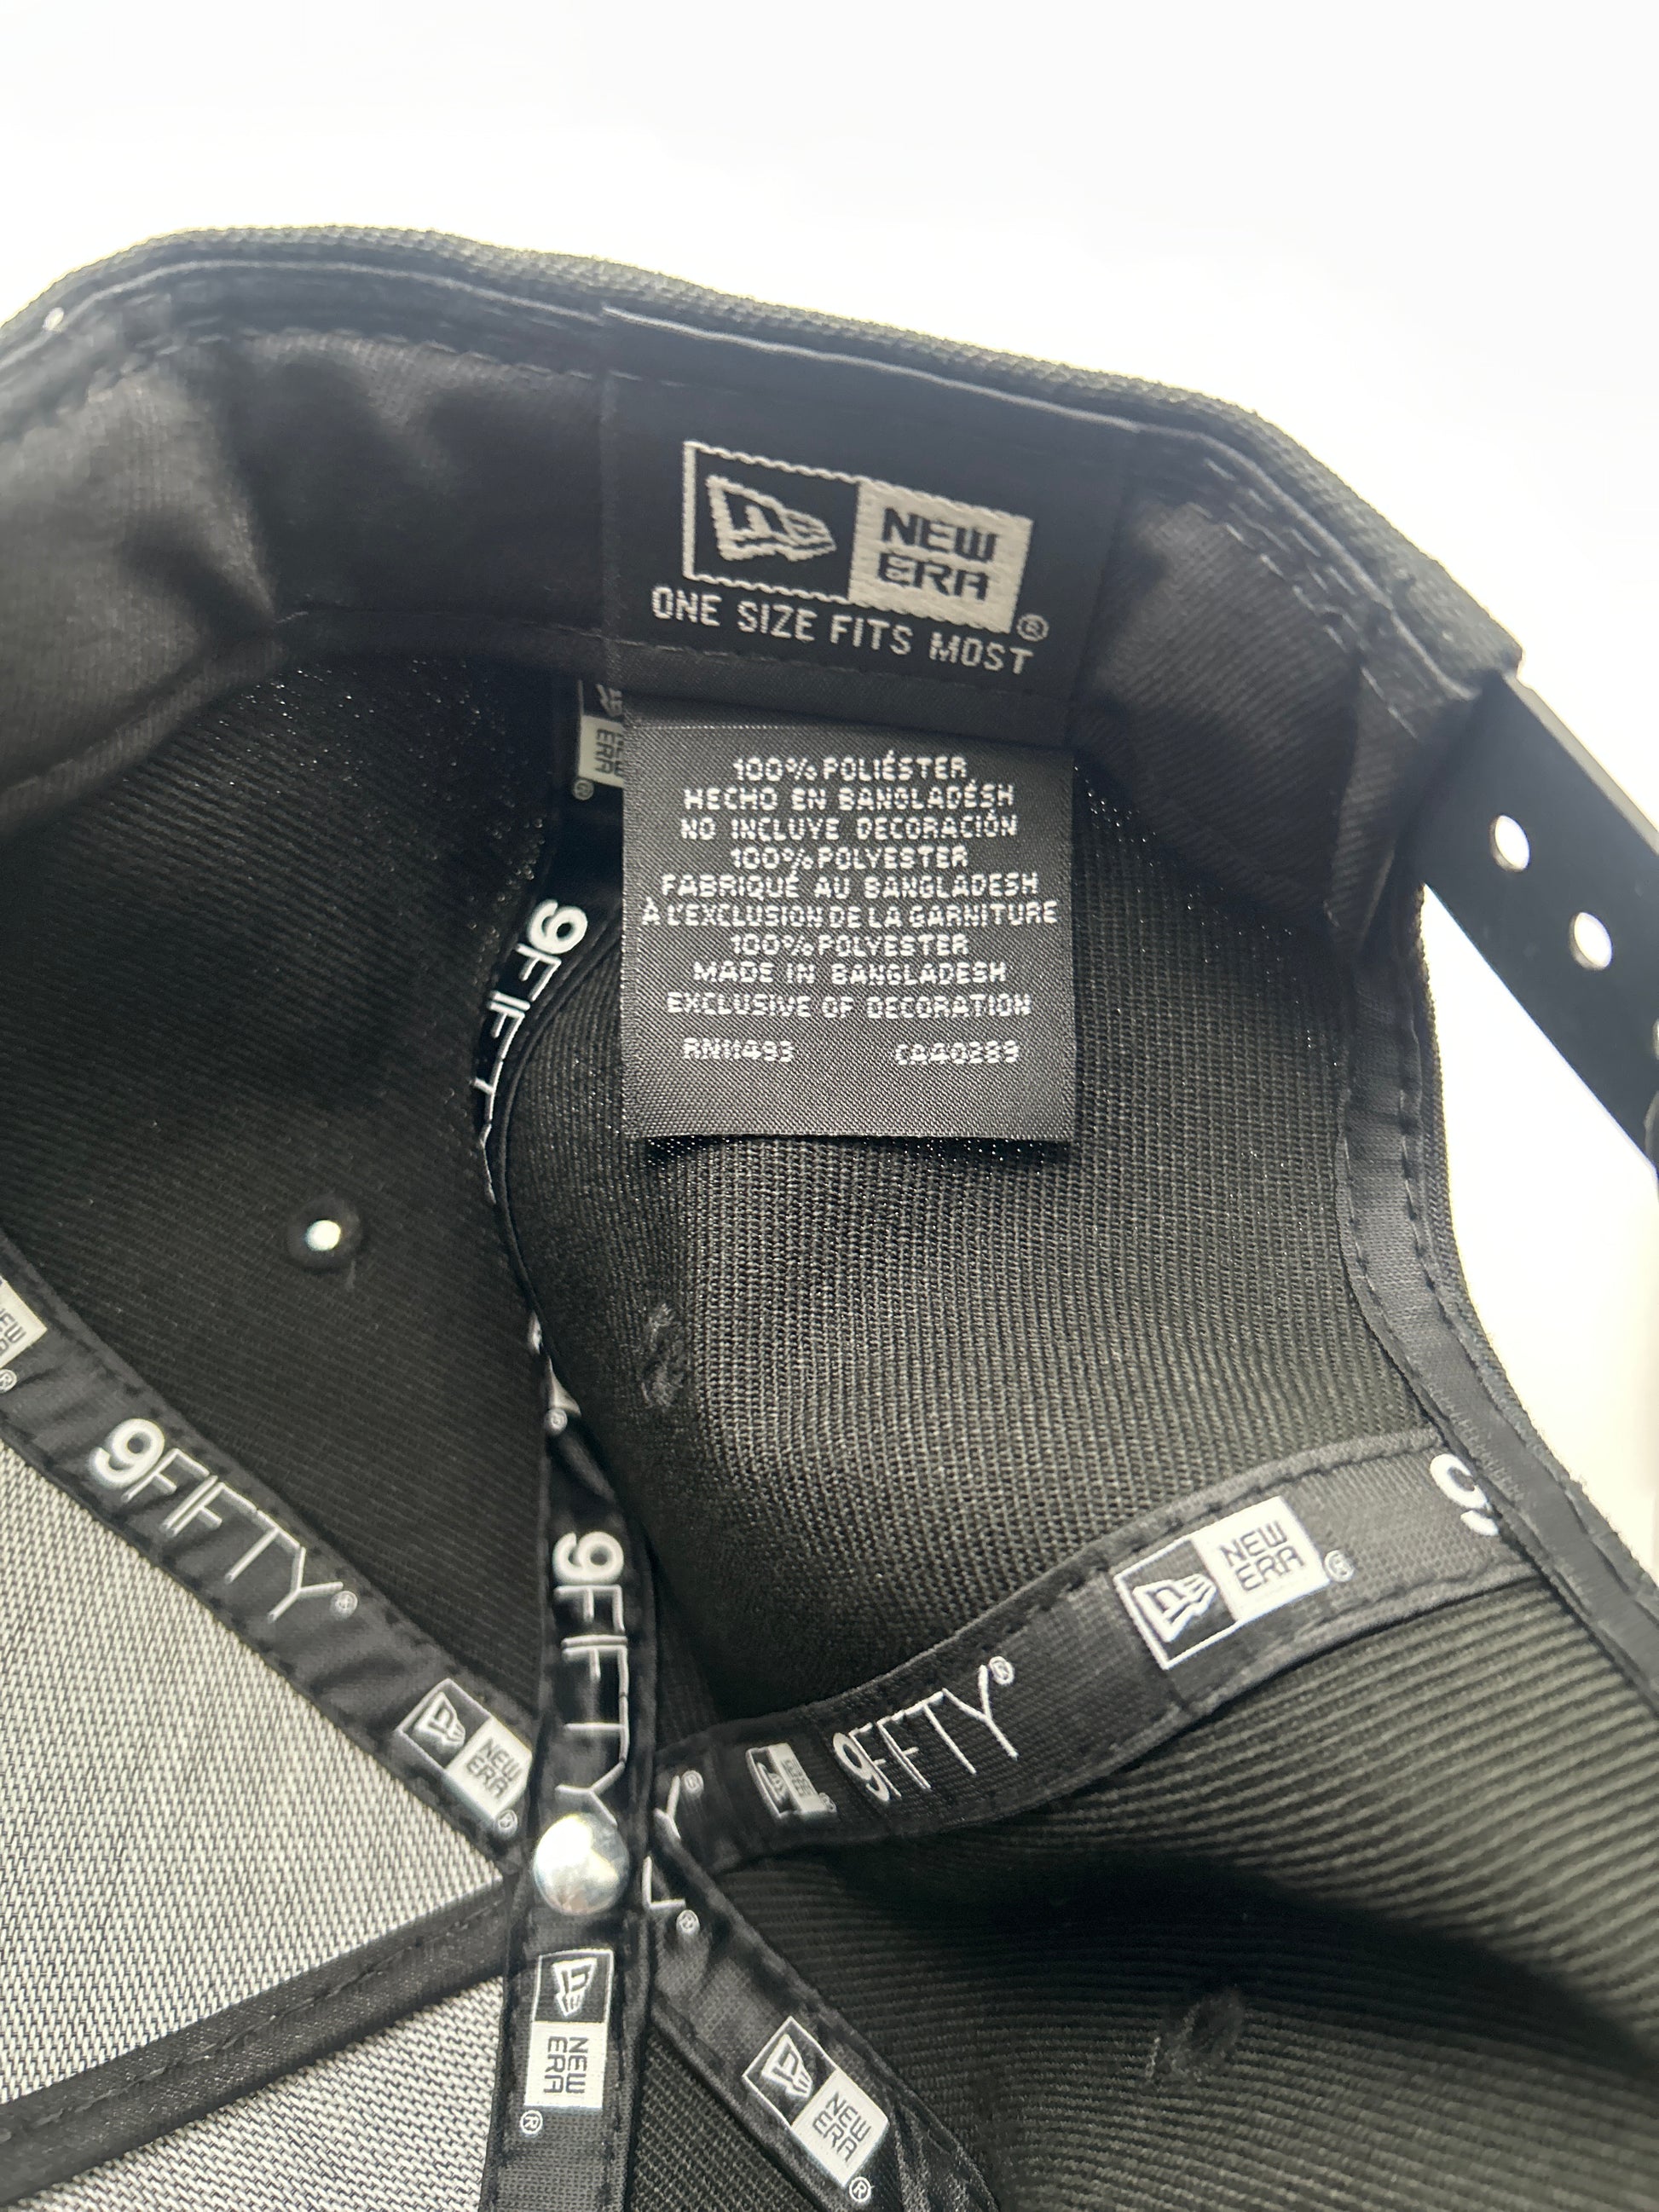 NEW
ERA
®
ONE SIZE FITS MOST
100% POLIÉSTER
HECHO EN BANGLADÉSH
NO INCLUYE DECORACIÓN
100% POLYESTER
FABRIQUÉ AU BANGLADESH
À L'EXCLUSION DE LA GARNITURE
100% POLYESTER
MADE IN BANGLADESH
EXCLUSIVE OF DECORATION
RN11493 CA40289
ERA
®
9FIFTY
NEW
®
9FIFTY®
NEW
ERA
®
9FIFTY
NEW
ERA
®
9FIFTY®
NEW
ERA
®
9
Y®
®
NEW
ERA
®